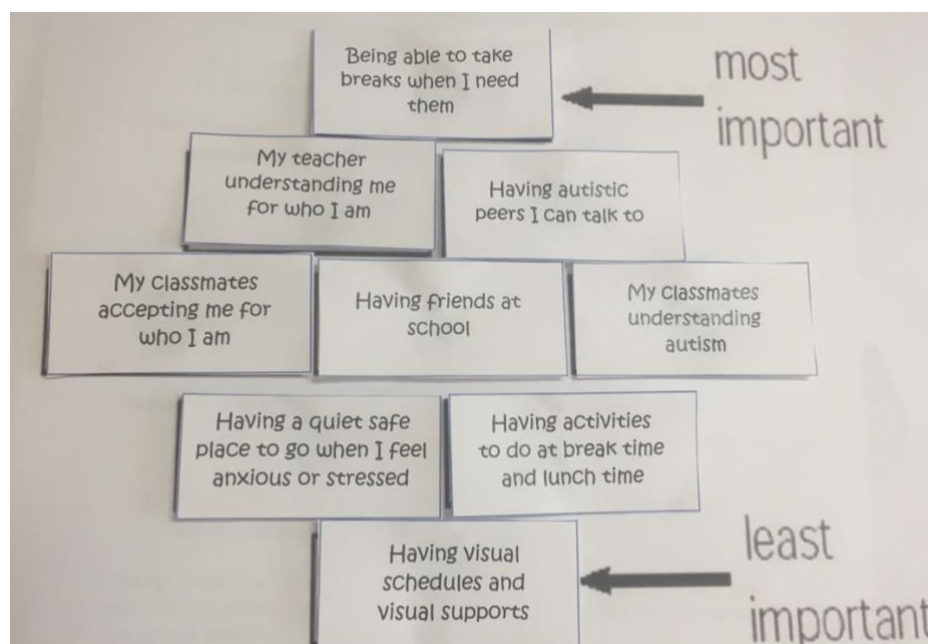 Being able to take
breaks when I need
them
most
important
My teacher
understanding me
for who I am
Having autistic
peers I can talk to
My classmates
accepting me for
who I am
Having friends at
school
My classmates
understanding
autism
Having a quiet safe
place to go when I feel
anxious or stressed
Having activities
to do at break time
and lunch time
Having visual
schedules and
visual supports
least
important